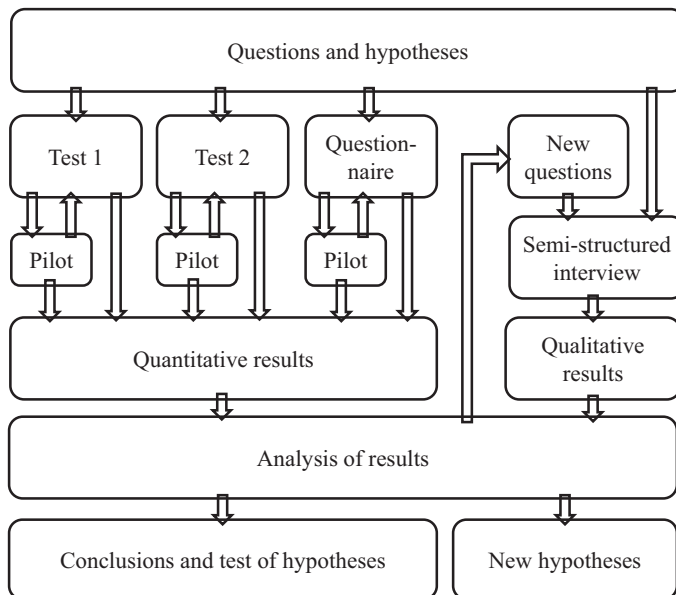 Questions and hypotheses
Test 1
Test 2
Question-
naire
New
questions
Pilot
Pilot
Pilot
Semi-structured
interview
Quantitative results
Qualitative
results
Analysis of results
Conclusions and test of hypotheses
New hypotheses